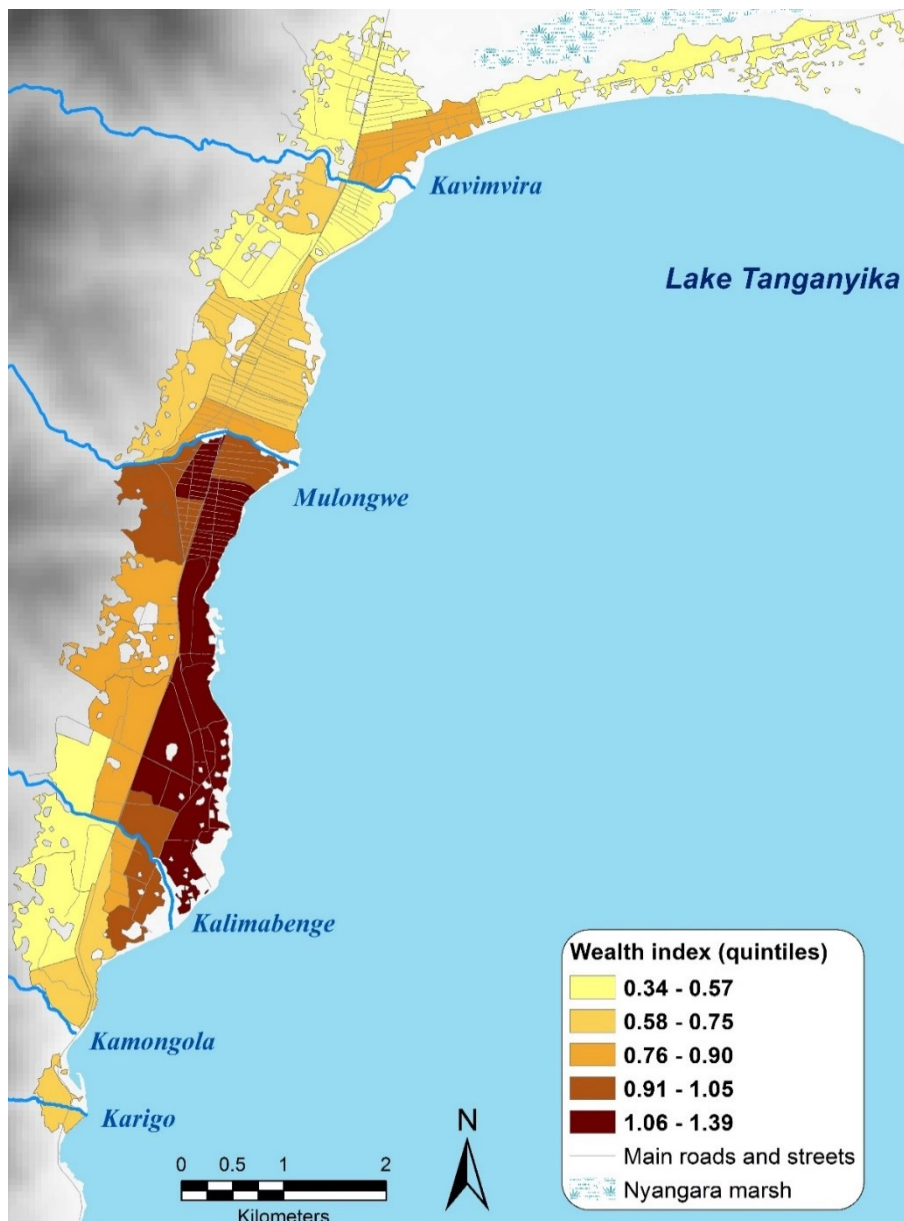 Kavimvira
Lake Tanganyika
Mulongwe
Kalimabenge
Kamongola
Karigo
N
0 0.5 1 2
Kilometers
Wealth index (quintiles)
0.34 - 0.57
0.58 - 0.75
0.76 - 0.90
0.91 - 1.05
1.06 - 1.39
Main roads and streets
Nyangara marsh